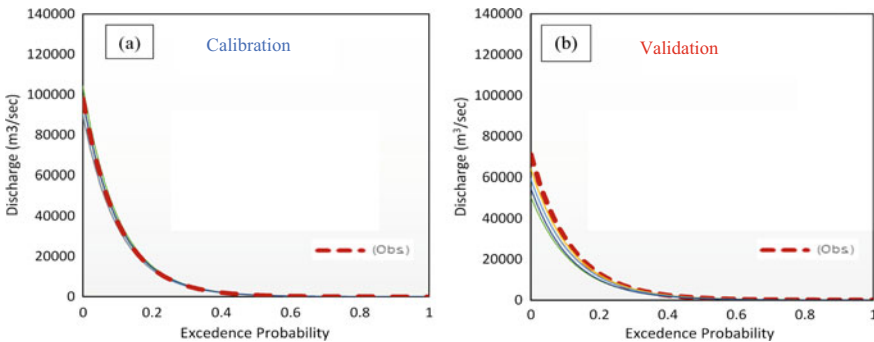 (a)
Calibration
140000
120000
100000
80000
60000
40000
20000
0
Discharge (m3/sec)
(Obs.)
0
0.2
0.4
0.6
0.8
1
Excedence Probability
(b)
Validation
140000
120000
100000
80000
60000
40000
20000
0
Discharge (m³/sec)
(Obs.)
0
0.2
0.4
0.6
0.8
1
Excedence Probability